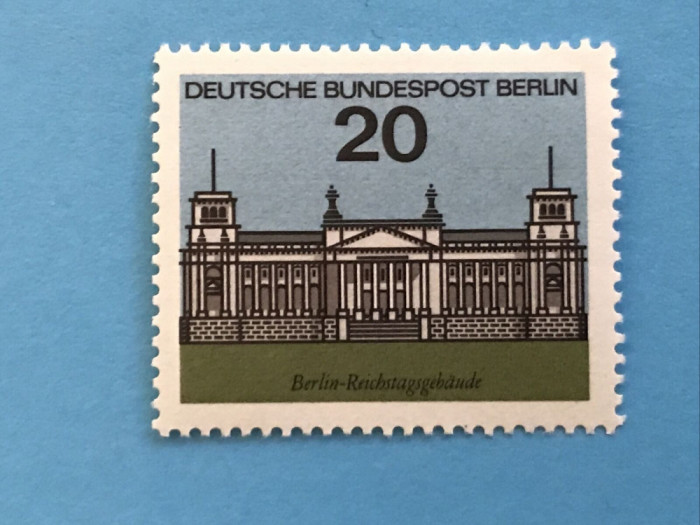 DEUTSCHE BUNDESPOST BERLIN
20
Berlin-Reichstagsgebäude